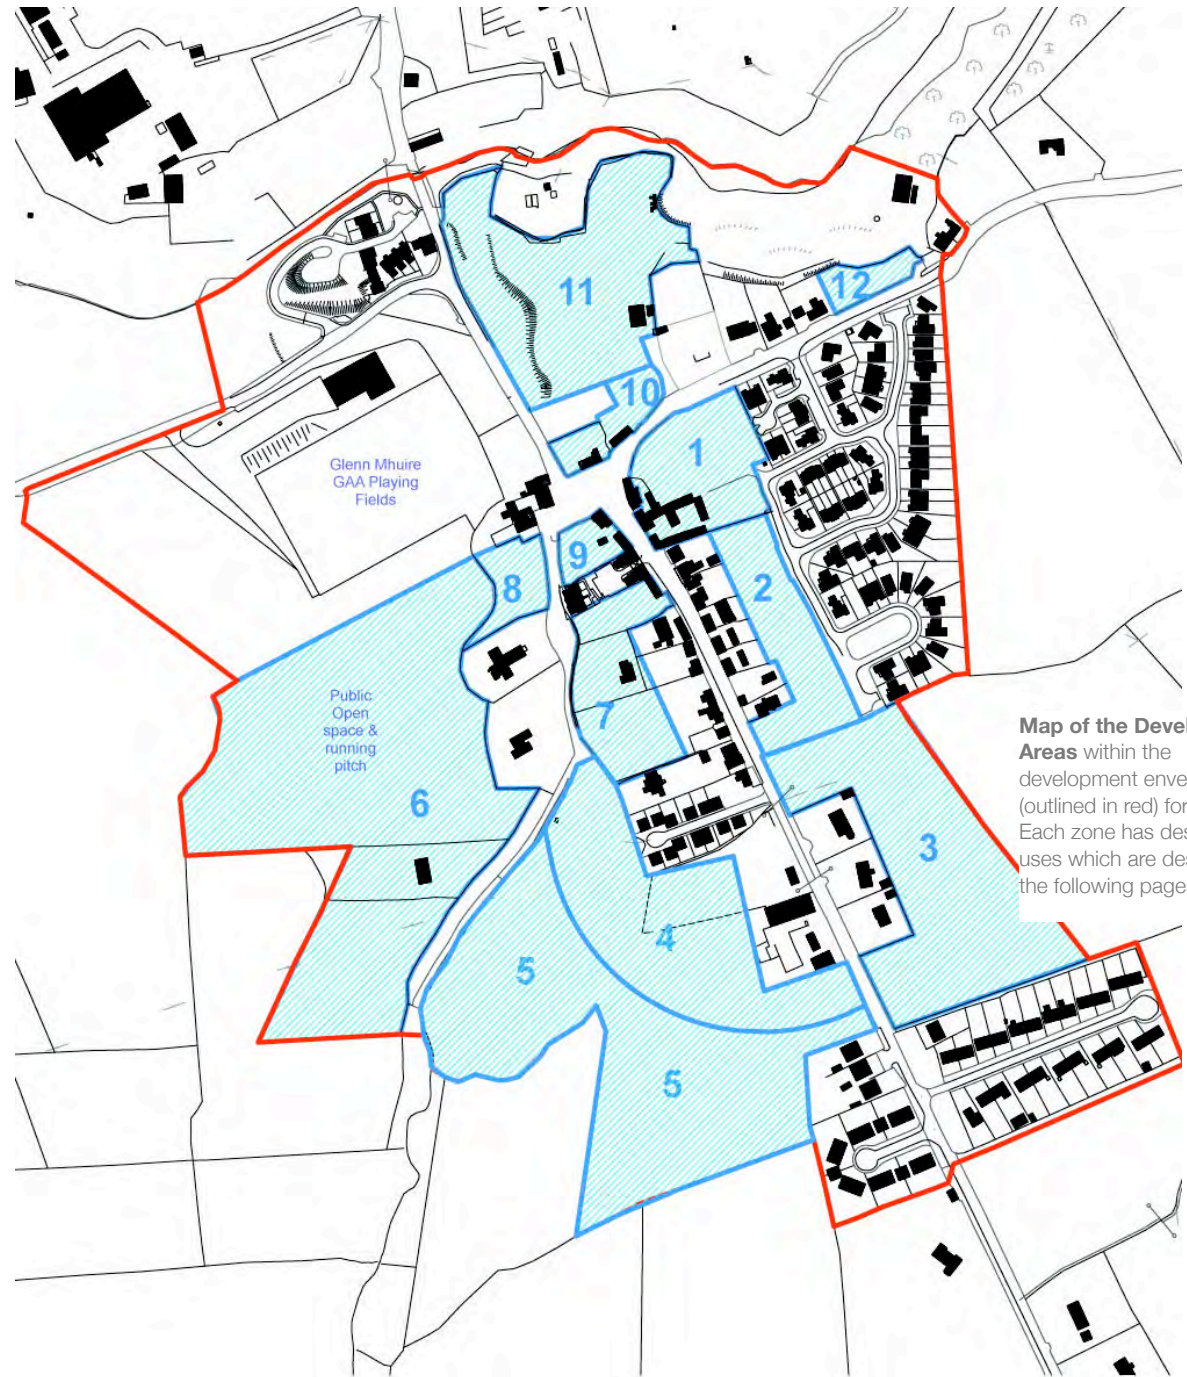 11
12
10
1
Glenn Mhuire
GAA Playing
Fields
9
8
2
Public
Open
space &
running
pitch
7
6
Map of the Devel
Areas within the
development enve
(outlined in red) for
Each zone has des
uses which are des
the following page
3
4
5
5